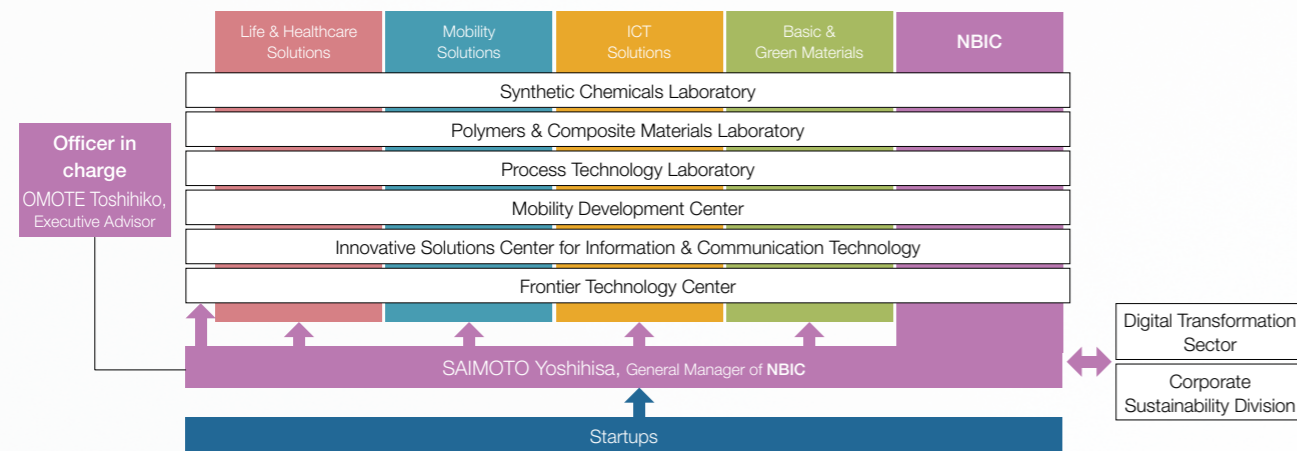 Life & Healthcare
Solutions
Mobility
Solutions
ICT
Solutions
Basic &
Green Materials
NBIC
Synthetic Chemicals Laboratory
Polymers & Composite Materials Laboratory
Process Technology Laboratory
Mobility Development Center
Innovative Solutions Center for Information & Communication Technology
Frontier Technology Center
Officer in
charge
OMOTE Toshihiko,
Executive Advisor
SAIMOTO Yoshihisa, General Manager of NBIC
Digital Transformation
Sector
Corporate
Sustainability Division
Startups